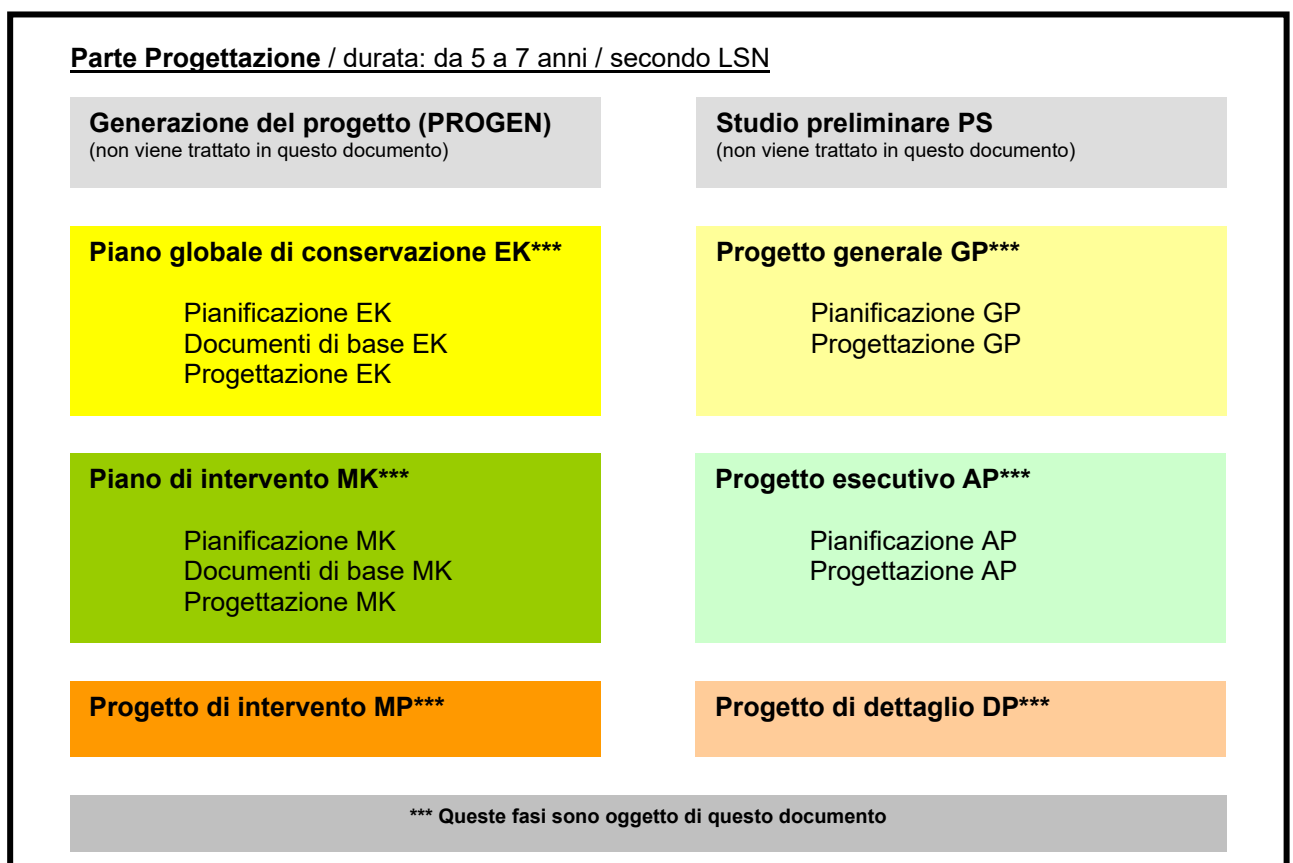 Parte Progettazione / durata: da 5 a 7 anni / secondo LSN
Generazione del progetto (PROGEN)
(non viene trattato in questo documento)
Studio preliminare PS
(non viene trattato in questo documento)
Piano globale di conservazione EK***
Pianificazione EK
Documenti di base EK
Progettazione EK
Progetto generale GP***
Pianificazione GP
Progettazione GP
Piano di intervento MK***
Pianificazione MK
Documenti di base MK
Progettazione MK
Progetto esecutivo AP***
Pianificazione AP
Progettazione AP
Progetto di intervento MP***
Progetto di dettaglio DP***
*** Queste fasi sono oggetto di questo documento